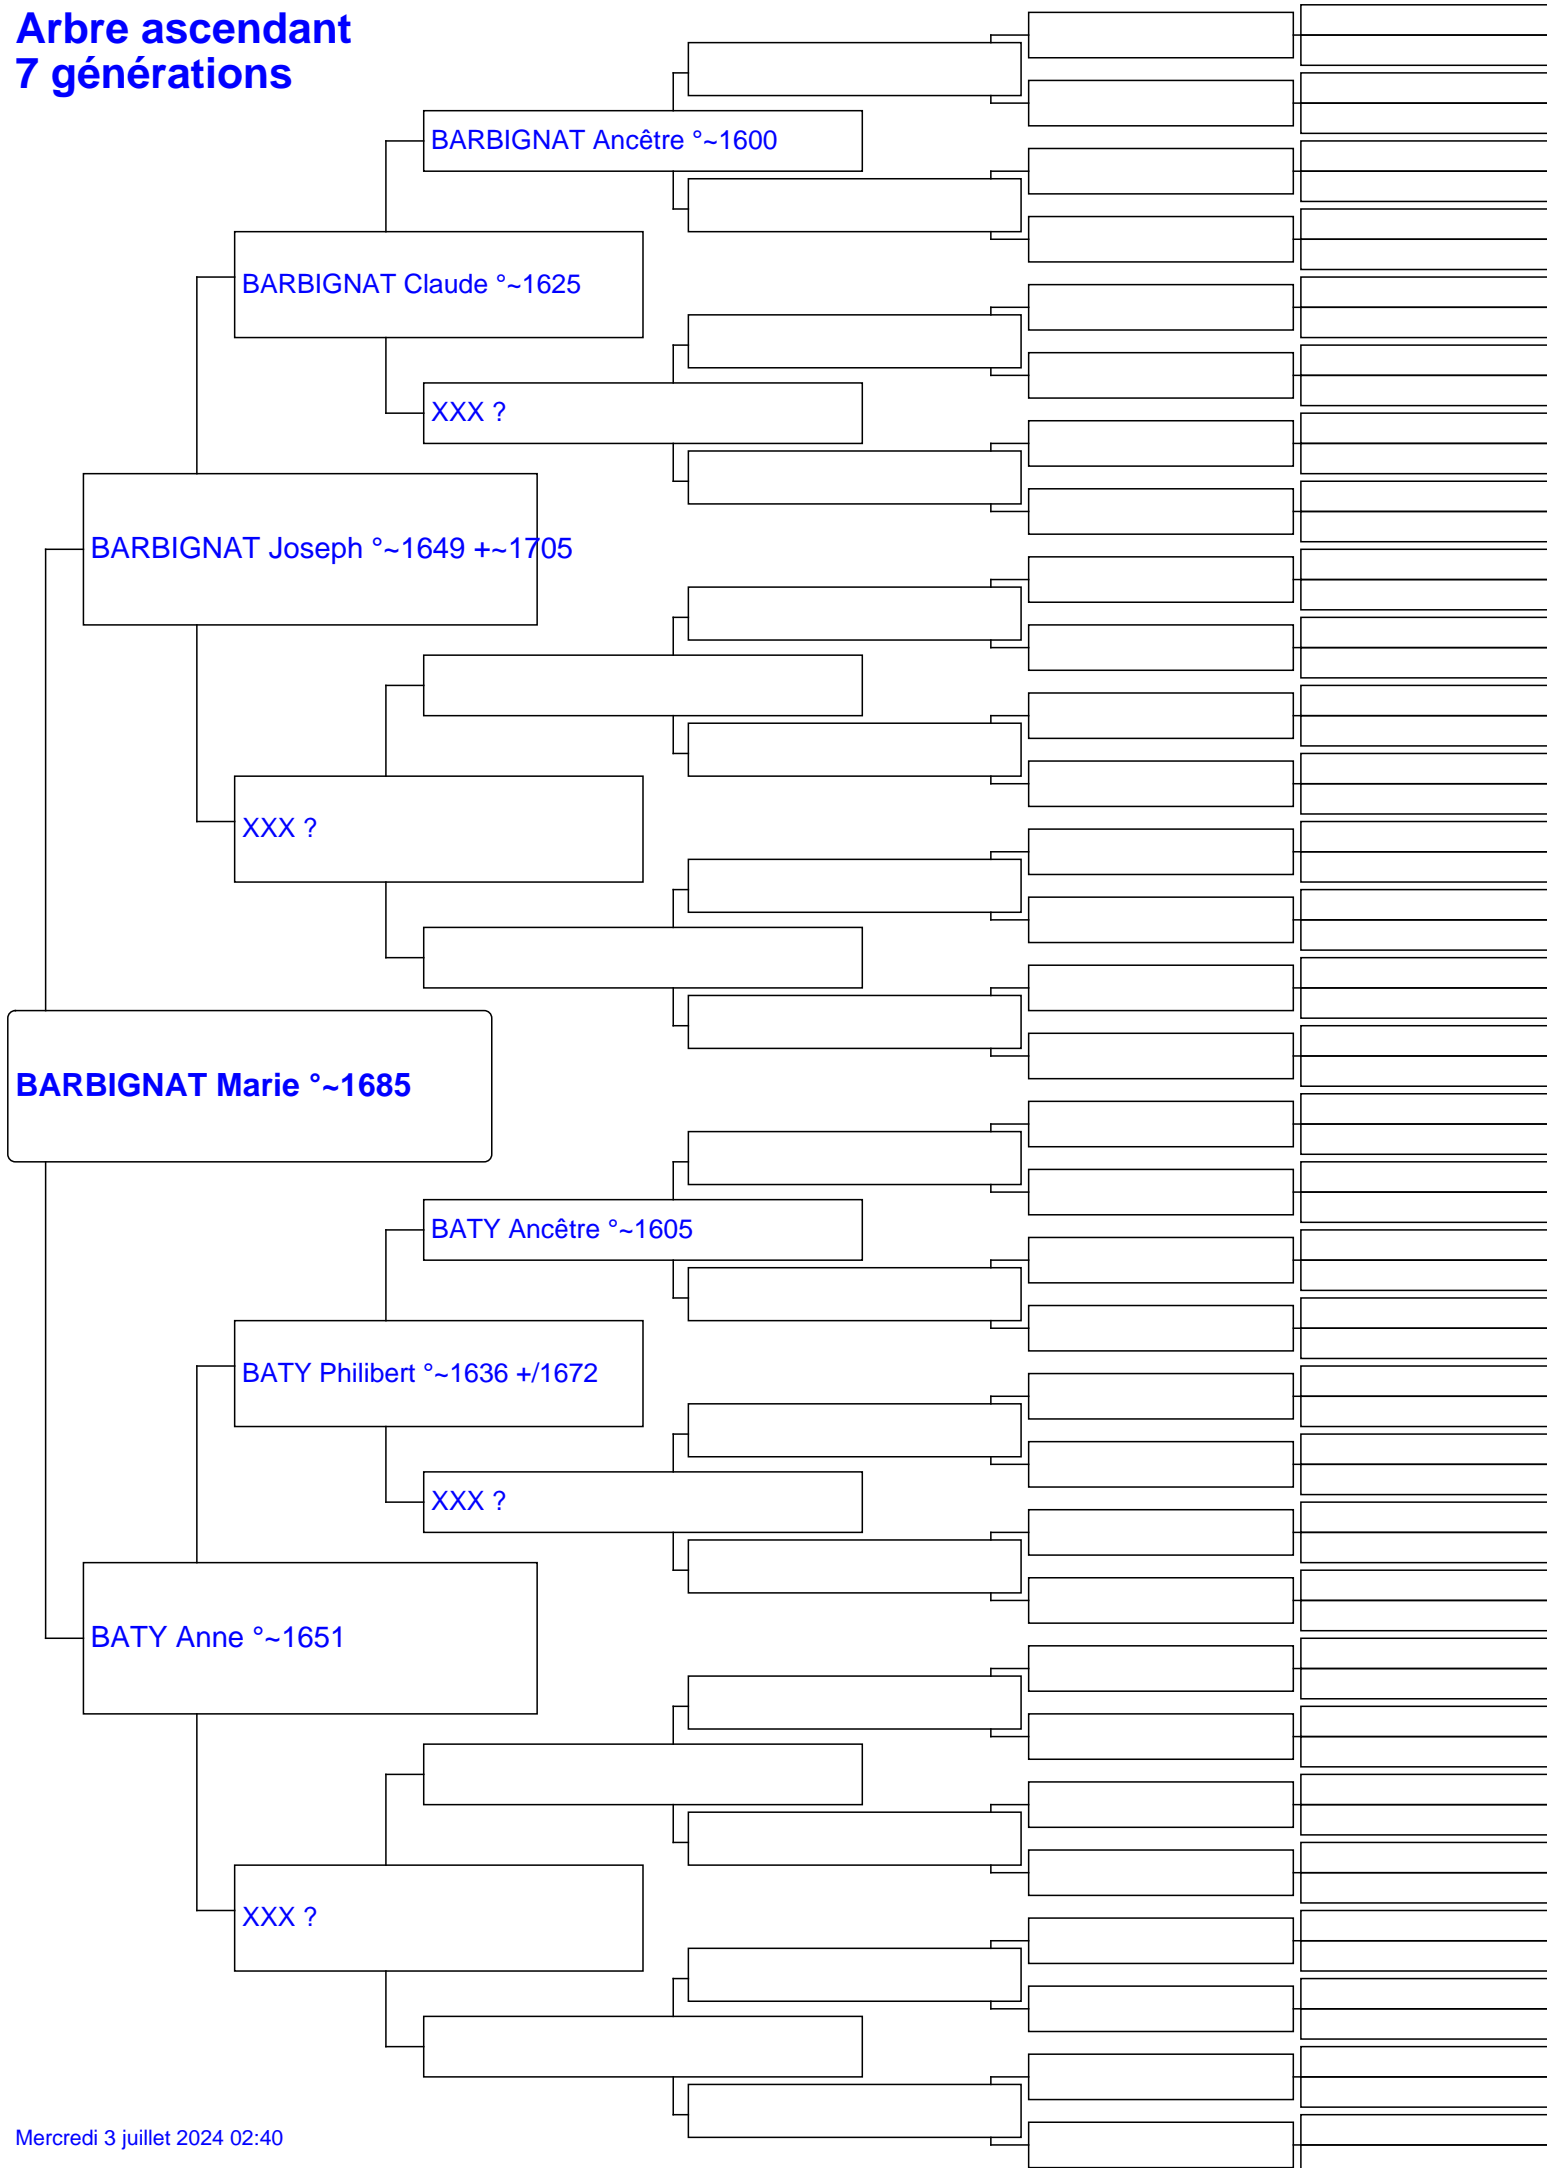 Arbre ascendant
7 générations
BARBIGNAT Ancêtre °~1600
BARBIGNAT Claude °~1625
XXX ?
BARBIGNAT Joseph °~1649 +~1705
XXX ?
BARBIGNAT Marie °~1685
BATY Ancêtre °~1605
BATY Philibert °~1636 +/1672
XXX ?
BATY Anne °~1651
XXX ?
Mercredi 3 juillet 2024 02:40